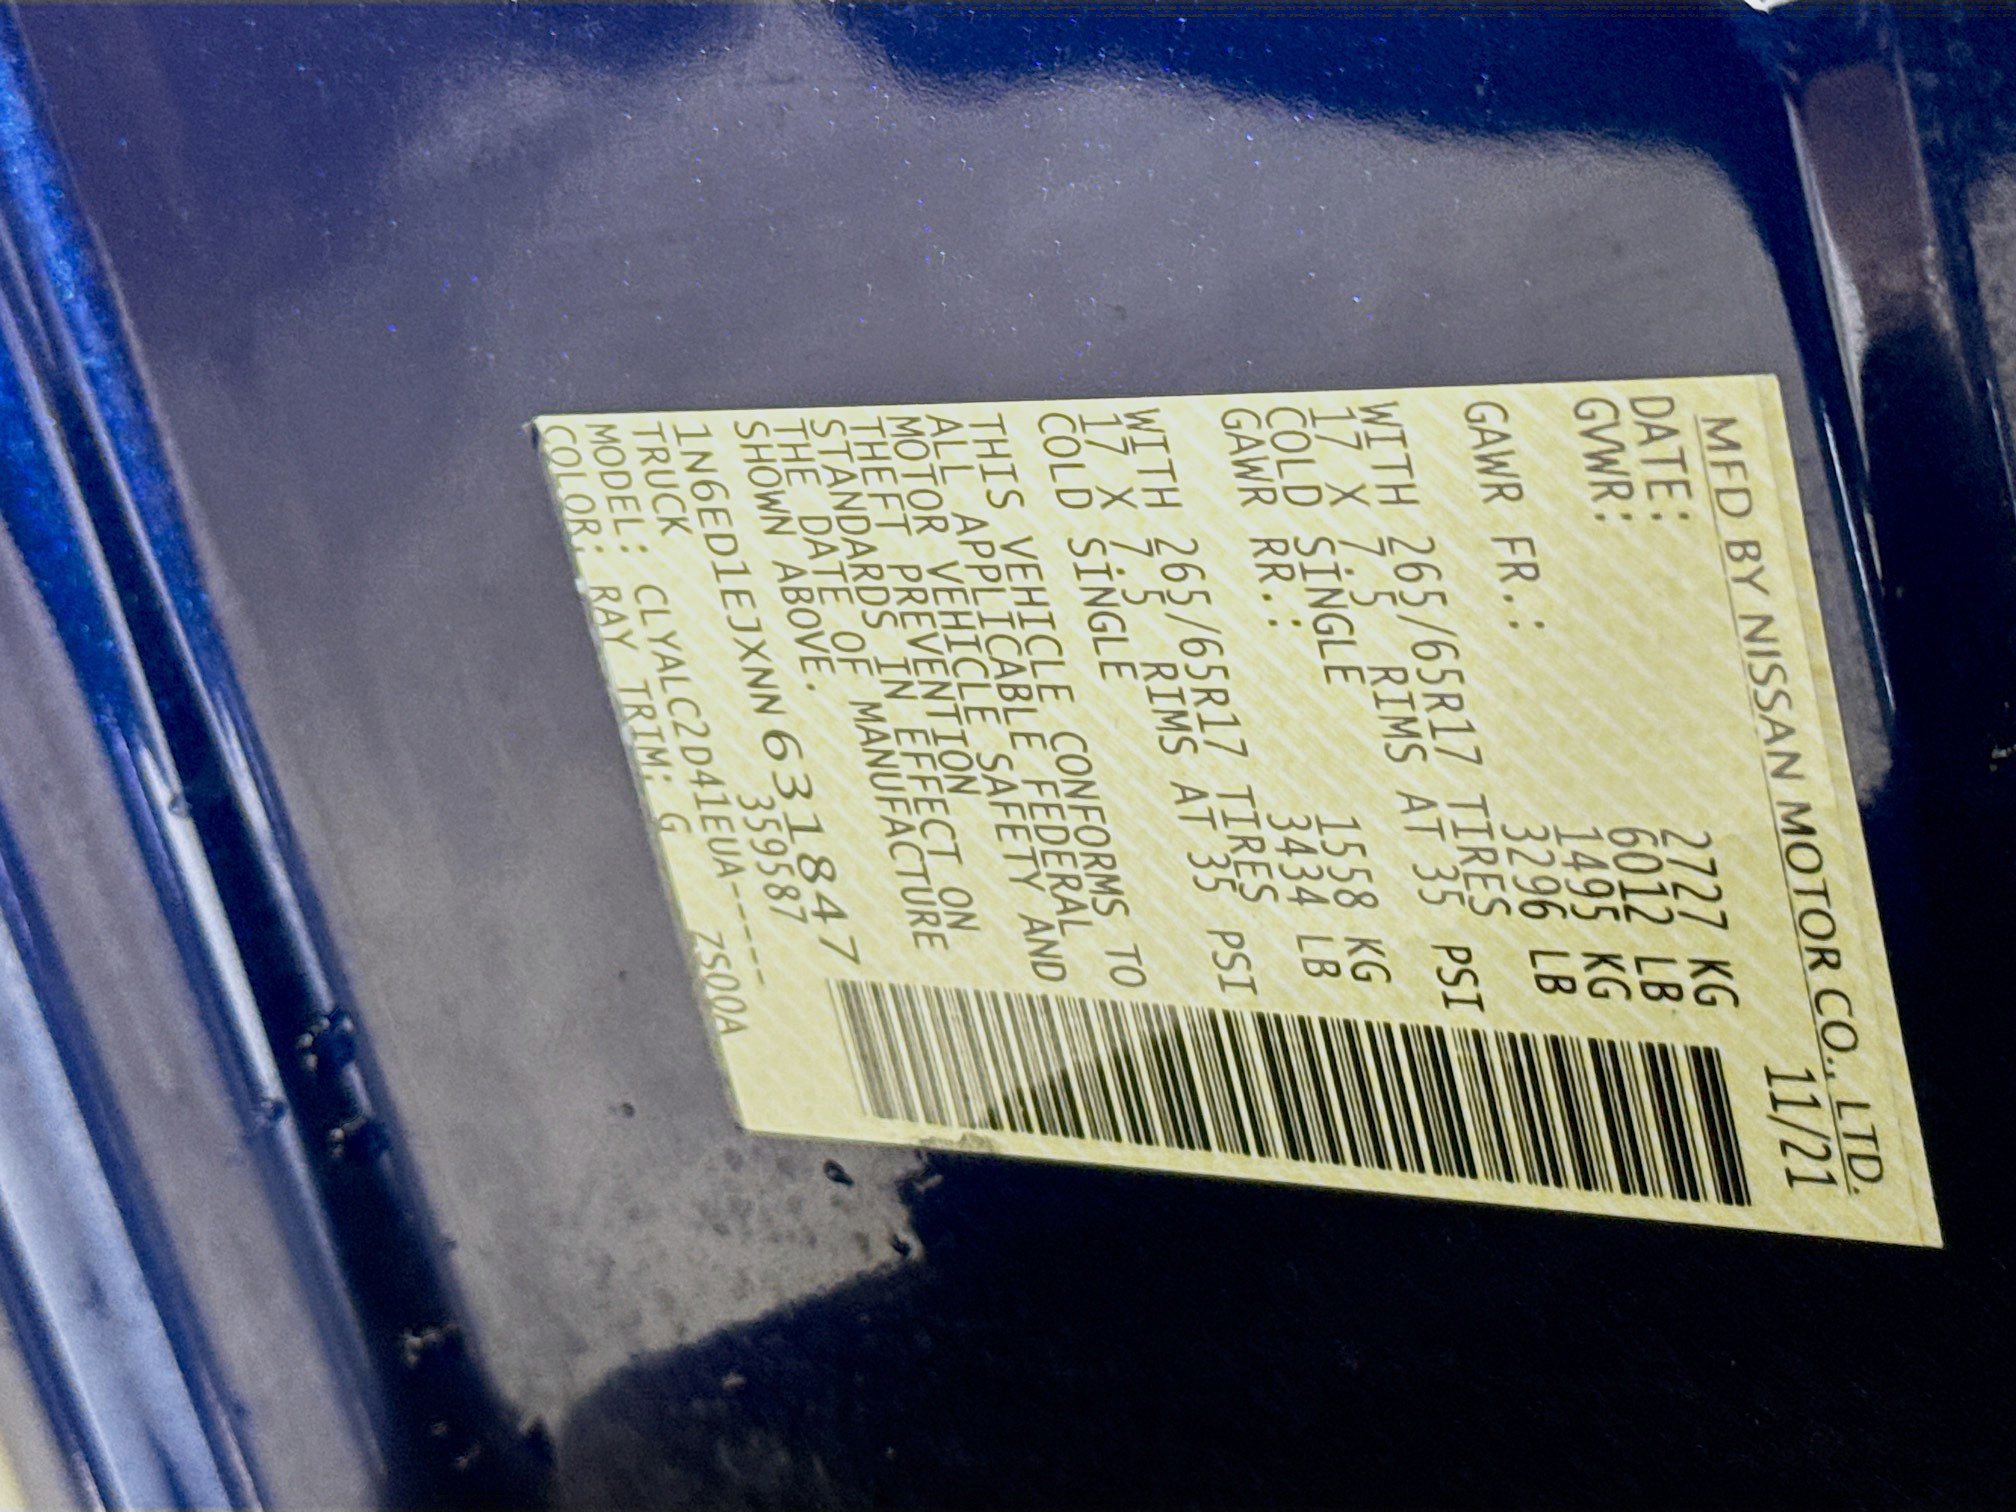 MFD BY NISSAN MOTOR CO., LTD.
DATE: 11/21
GVWR: 2727 KG
6012 LB
GAWR FR.: 1495 KG
3296 LB
WITH 265/65R17 TIRES
17 X 7.5 RIMS AT 35 PSI
COLD SINGLE
GAWR RR.: 1558 KG
3434 LB
WITH 265/65R17 TIRES
17 X 7.5 RIMS AT 35 PSI
COLD SINGLE
THIS VEHICLE CONFORMS TO
ALL APPLICABLE FEDERAL
MOTOR VEHICLE SAFETY AND
THEFT PREVENTION
STANDARDS IN EFFECT ON
THE DATE OF MANUFACTURE
SHOWN ABOVE.
1N6ED1EJXNN 631847
TRUCK 359587
MODEL: CLYALC2D41EUA-----
COLOR: RAY TRIM: G ZS00A